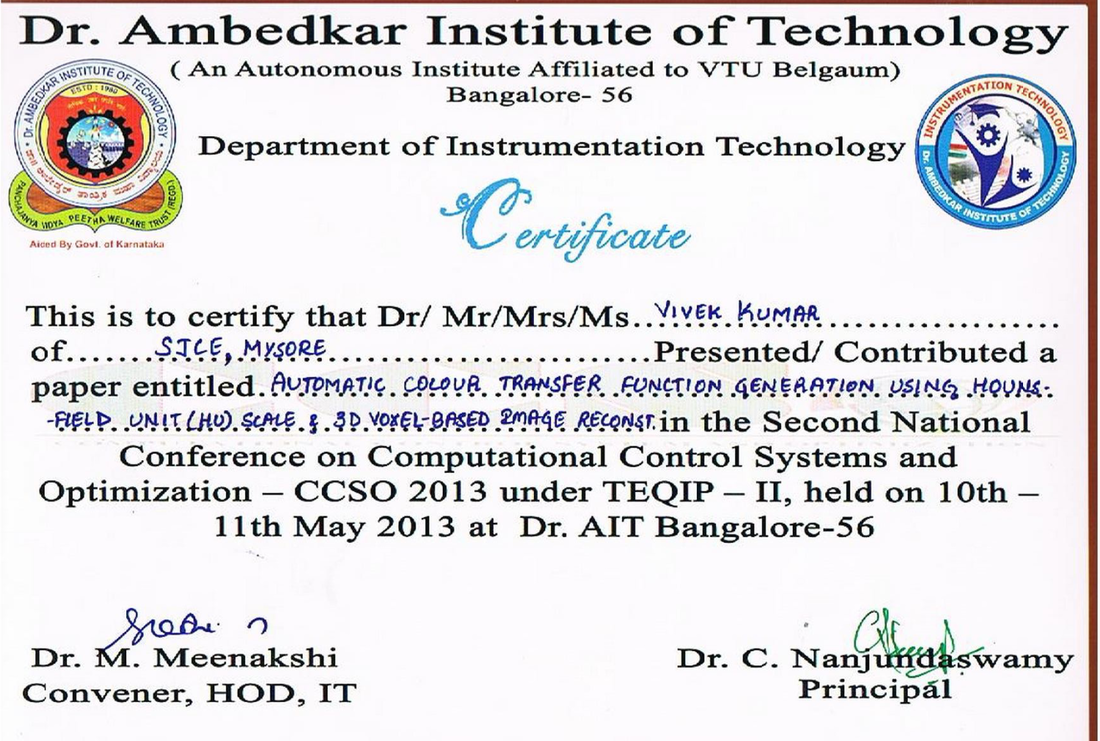 Dr. Ambedkar Institute of Technology
( An Autonomous Institute Affiliated to VTU Belgaum)
Bangalore- 56
Dr. AMBEDKAR INSTITUTE OF TECHNOLOGY
ESTD : 1980
PANCHAJANYA VIDYA PEETHA WELFARE TRUST (REGD.)
Aided By Govt. of Karnataka
INSTRUMENTATION TECHNOLOGY
Dr. AMBEDKAR INSTITUTE OF TECHNOLOGY
Department of Instrumentation Technology
Certificate
This is to certify that Dr/ Mr/Mrs/Ms...VIVEK KUMAR
of.......SJCE, MYSORE.............................Presented/ Contributed a
paper entitled AUTOMATIC COLOUR TRANSFER FUNCTION GENERATION USING HOUNS-
-FIELD UNIT(HU) SCALE & 3D VOXEL-BASED IMAGE RECONST. in the Second National
Conference on Computational Control Systems and
Optimization – CCSO 2013 under TEQIP – II, held on 10th –
11th May 2013 at Dr. AIT Bangalore-56
Dr. M. Meenakshi
Convener, HOD, IT
Dr. C. Nanjundaswamy
Principal